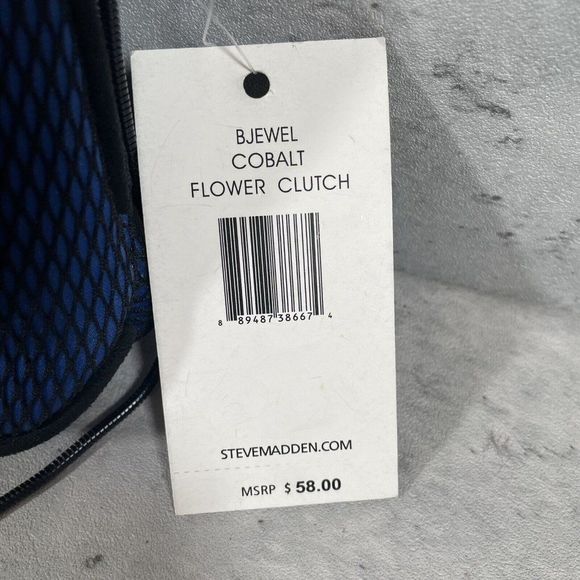 BJEWEL
COBALT
FLOWER CLUTCH
8 89487 38667 4
STEVEMADDEN.COM
MSRP $ 58.00